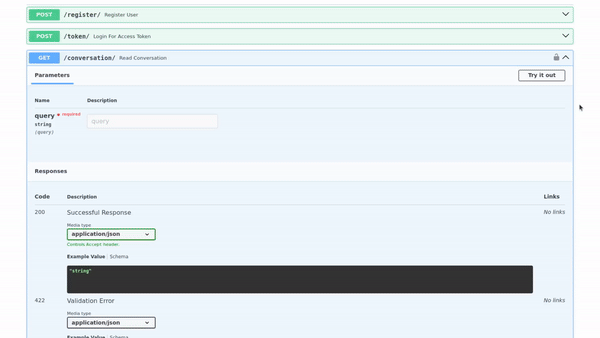 POST /register/ Register User
POST /token/ Login For Access Token
GET /conversation/ Read Conversation
Parameters
Try it out
Name Description
query * required
string
(query)
query
Responses
Code Description Links
200 Successful Response No links
Media type
application/json
Controls Accept header.
Example Value | Schema
"string"
422 Validation Error No links
Media type
application/json
Example Value | Schema